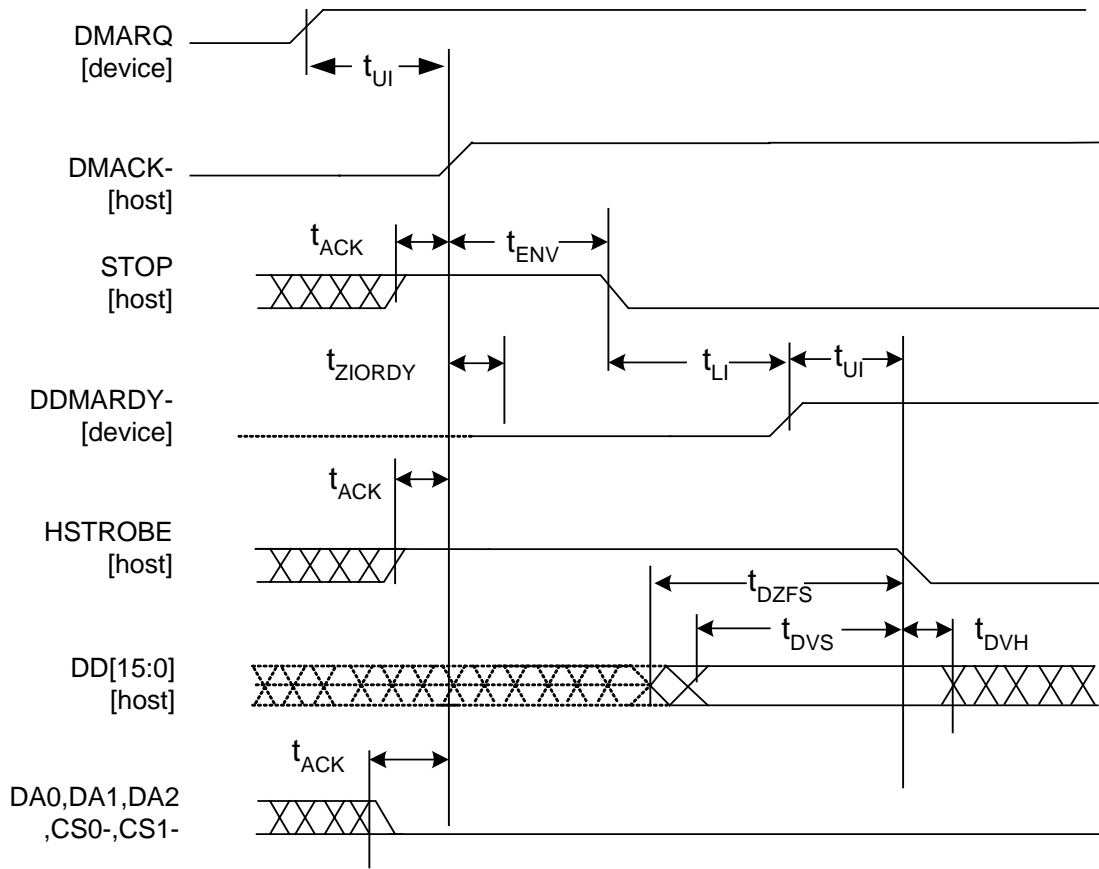 DMARQ
[device]
tUI
DMACK-
[host]
tACK
tENV
STOP
[host]
tZIORDY
tLI
tUI
DDMARDY-
[device]
tACK
HSTROBE
[host]
tDZFS
tDVS
tDVH
DD[15:0]
[host]
tACK
DA0,DA1,DA2
,CS0-,CS1-